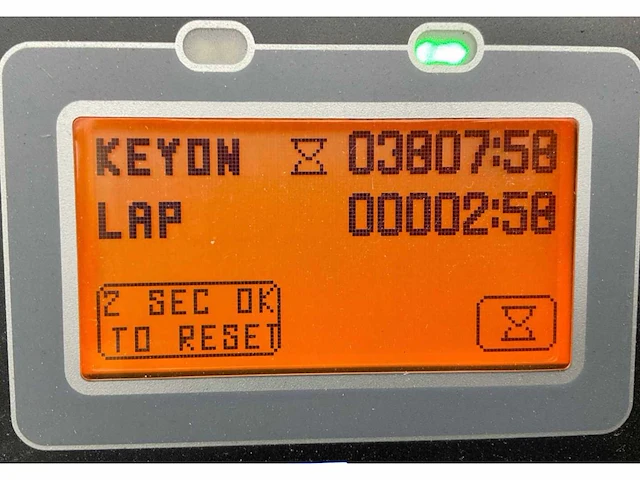 KEYON 03807:58
LAP 00002:58
2 SEC OK
TO RESET